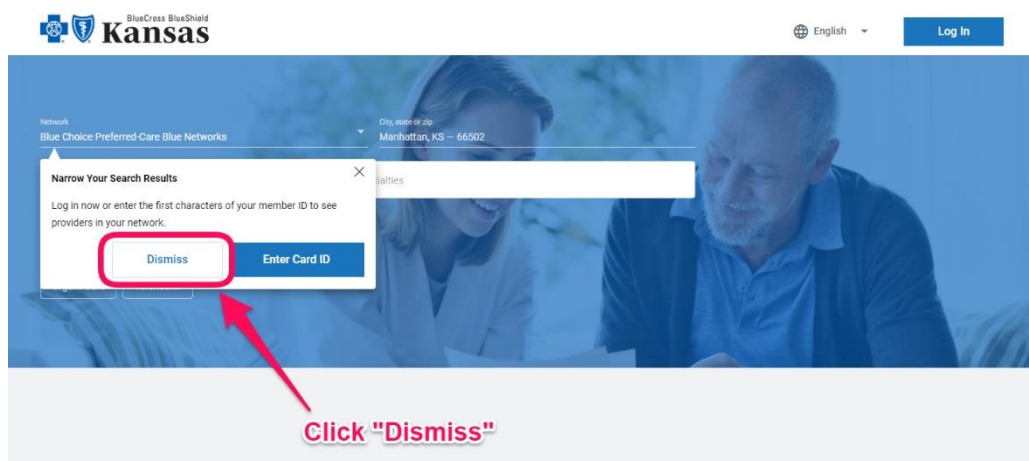 BlueCross BlueShield
Kansas
English
Log In
Network
City, state or zip
Blue Choice Preferred-Care Blue Networks
Manhattan, KS — 66502
Narrow Your Search Results
Log in now or enter the first characters of your member ID to see
providers in your network.
Dismiss
Enter Card ID
Click "Dismiss"